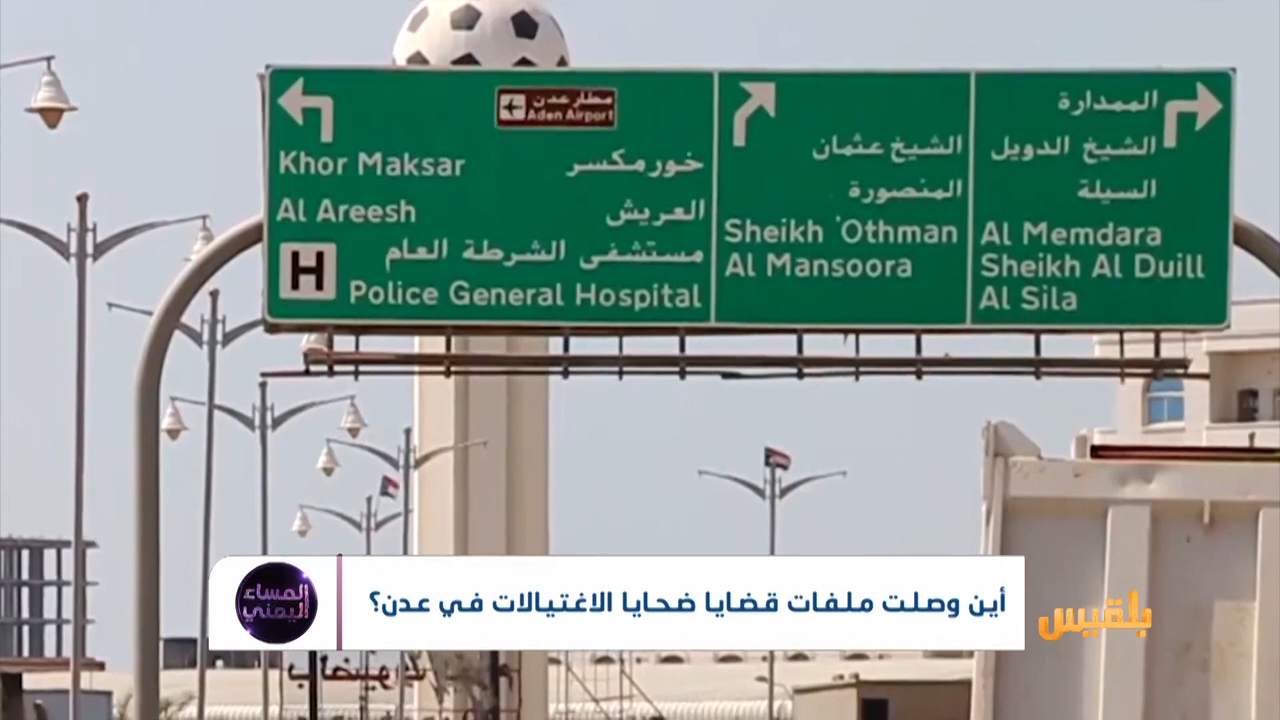 مطار عدن
Aden Airport
Khor Maksar
خورمكسر
Al Areesh
العريش
H
مستشفى الشرطة العام
Police General Hospital
الشيخ عثمان
المنصورة
Sheikh 'Othman
Al Mansoora
الممدارة
الشيخ الدويل
السيلة
Al Memdara
Sheikh Al Duill
Al Sila
المساء اليمني
أين وصلت ملفات قضايا ضحايا الاغتيالات في عدن؟
بلقيس